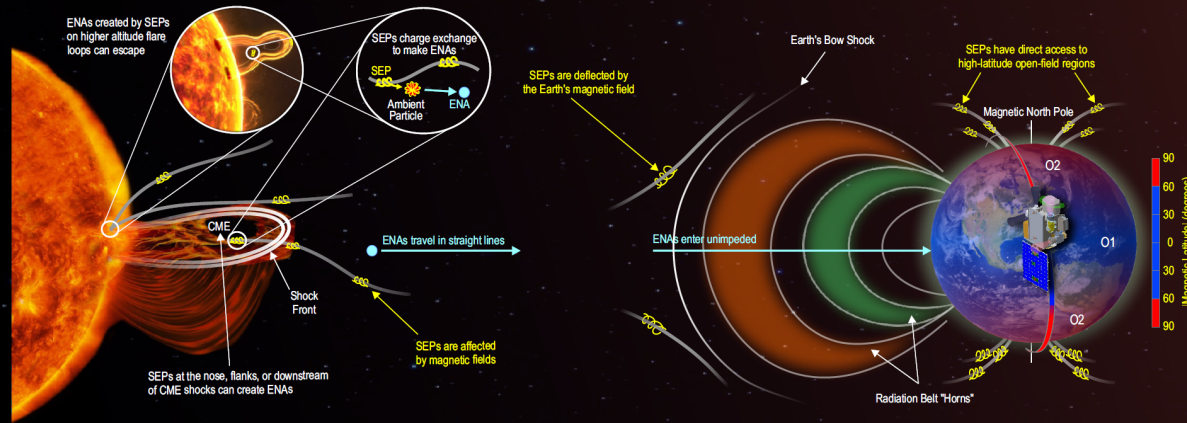 ENAs created by SEPs
on higher altitude flare
loops can escape
SEPs charge exchange
to make ENAs
SEP
Ambient
Particle
ENA
CME
Shock
Front
ENAs travel in straight lines
SEPs are affected
by magnetic fields
SEPs at the nose, flanks, or downstream
of CME shocks can create ENAs
SEPs are deflected by
the Earth's magnetic field
Earth's Bow Shock
ENAs enter unimpeded
Radiation Belt "Horns"
SEPs have direct access to
high-latitude open-field regions
Magnetic North Pole
O2
O1
O2
90
60
30
0
30
60
90
|Magnetic Latitude| (degrees)